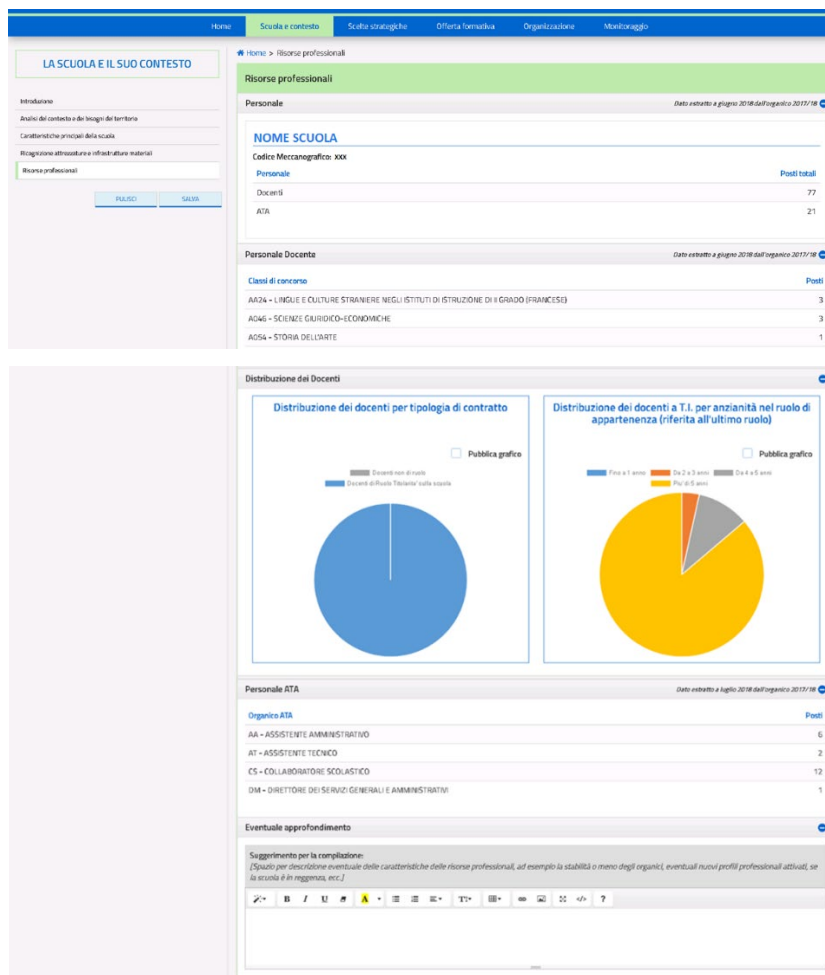 Home Scuola e contesto Scelte strategiche Offerta formativa Organizzazione Monitoraggio
LA SCUOLA E IL SUO CONTESTO
Introduzione
Analisi del contesto e dei bisogni del territorio
Caratteristiche principali della scuola
Ricognizione attrezzature e infrastrutture materiali
Risorse professionali
PULISCI SALVA
Home > Risorse professionali
Risorse professionali
Personale Dato estratto a giugno 2018 dall'organico 2017/18
NOME SCUOLA
Codice Meccanografico: XXX
Personale Posti totali
Docenti 77
ATA 21
Personale Docente Dato estratto a giugno 2018 dall'organico 2017/18
Classi di concorso Posti
AA24 - LINGUE E CULTURE STRANIERE NEGLI ISTITUTI DI ISTRUZIONE DI II GRADO (FRANCESE) 3
A046 - SCIENZE GIURIDICO-ECONOMICHE 3
A054 - STORIA DELL'ARTE 1
Distribuzione dei Docenti
Distribuzione dei docenti per tipologia di contratto
Pubblica grafico
Docenti non di ruolo
Docenti di Ruolo Titolarita' sulla scuola
Distribuzione dei docenti a T.I. per anzianità nel ruolo di
appartenenza (riferita all'ultimo ruolo)
Pubblica grafico
Fino a 1 anno Da 2 a 3 anni Da 4 a 5 anni
Piu' di 5 anni
Personale ATA Dato estratto a luglio 2018 dall'organico 2017/18
Organico ATA Posti
AA - ASSISTENTE AMMINISTRATIVO 6
AT - ASSISTENTE TECNICO 2
CS - COLLABORATORE SCOLASTICO 12
DM - DIRETTORE DEI SERVIZI GENERALI E AMMINISTRATIVI 1
Eventuale approfondimento
Suggerimento per la compilazione:
[Spazio per descrizione eventuale delle caratteristiche delle risorse professionali, ad esempio la stabilità o meno degli organici, eventuali nuovi profili professionali attivati, se
la scuola è in reggenza, ecc.]
B I U A </> ?